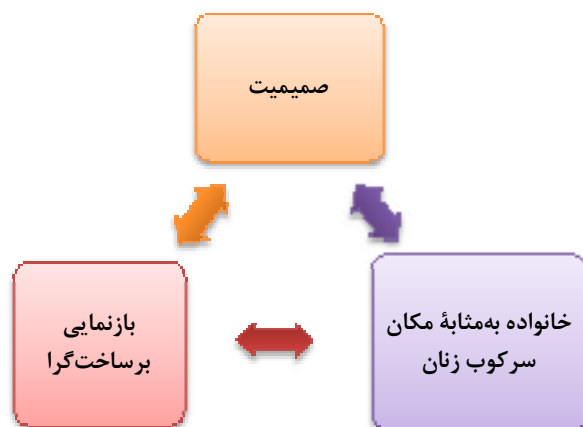 صمیمیت
خانواده به‌مثابهٔ مکان
سرکوب زنان
بازنمایی
برساخت‌گرا